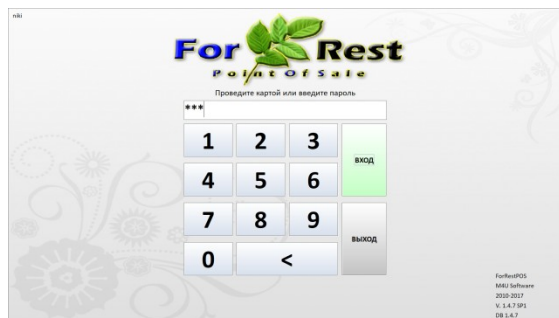 niki
For Rest
Point Of Sale
Проведите картой или введите пароль
***
1 2 3
ВХОД
4 5 6
7 8 9
ВЫХОД
0 <
ForRestPOS
M4U Software
2010-2017
V. 1.4.7 SP1
DB 1.4.7